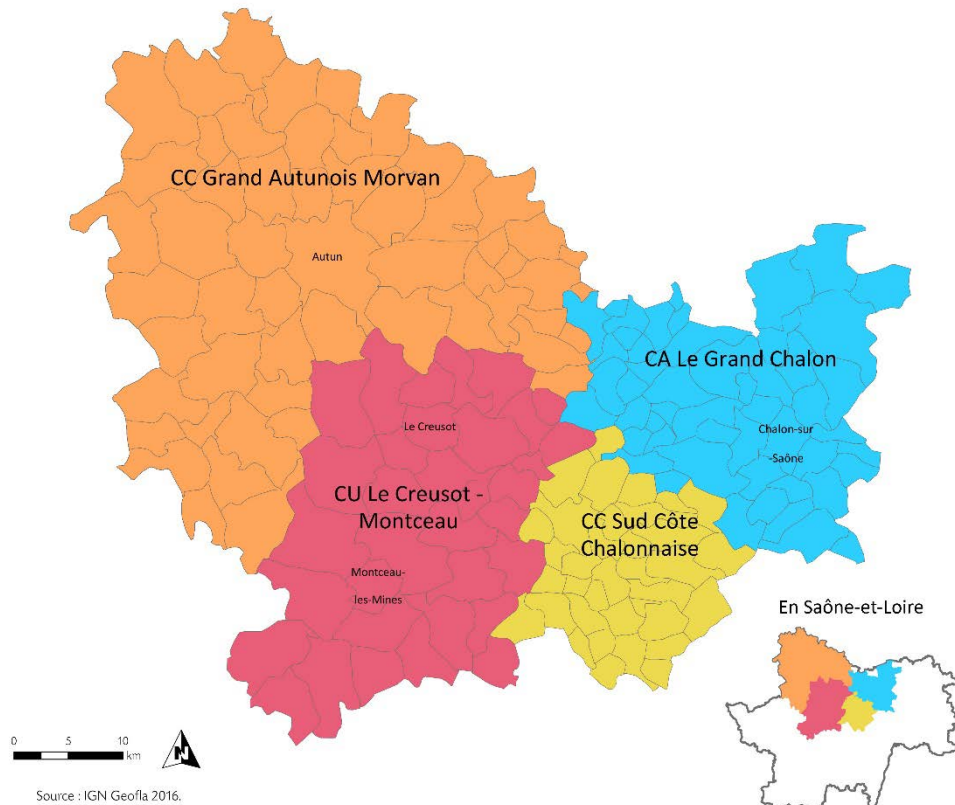 CC Grand Autunois Morvan
Autun
CA Le Grand Chalon
Le Creusot
Chalon-sur
-Saône
CU Le Creusot -
Montceau
CC Sud Côte
Chalonnaise
Montceau-
les-Mines
En Saône-et-Loire
0 5 10
km
N
Source : IGN Geofla 2016.